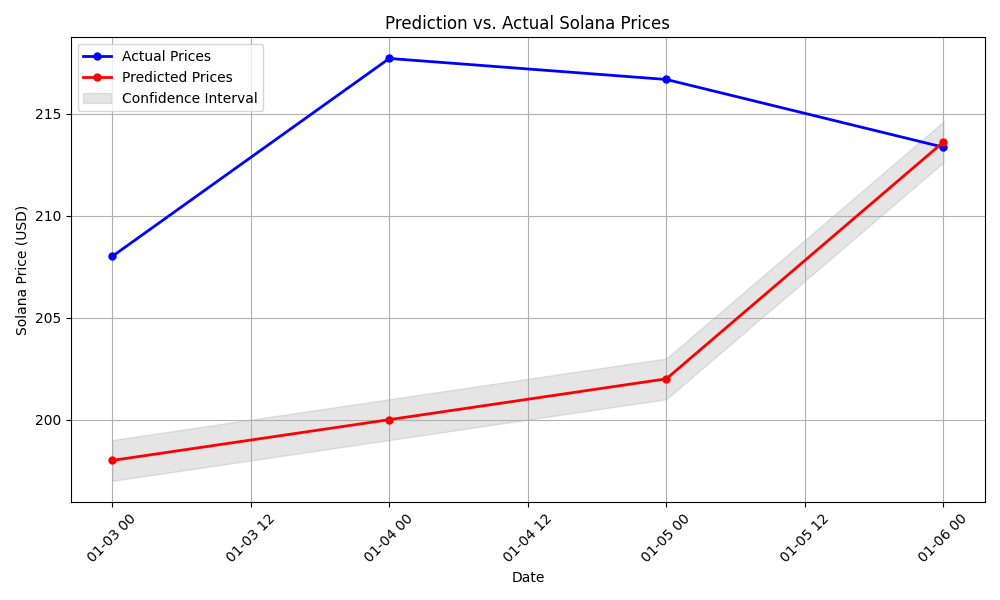 Prediction vs. Actual Solana Prices
Actual Prices
Predicted Prices
Confidence Interval
Solana Price (USD)
215
210
205
200
01-03 00
01-03 12
01-04 00
01-04 12
01-05 00
01-05 12
01-06 00
Date